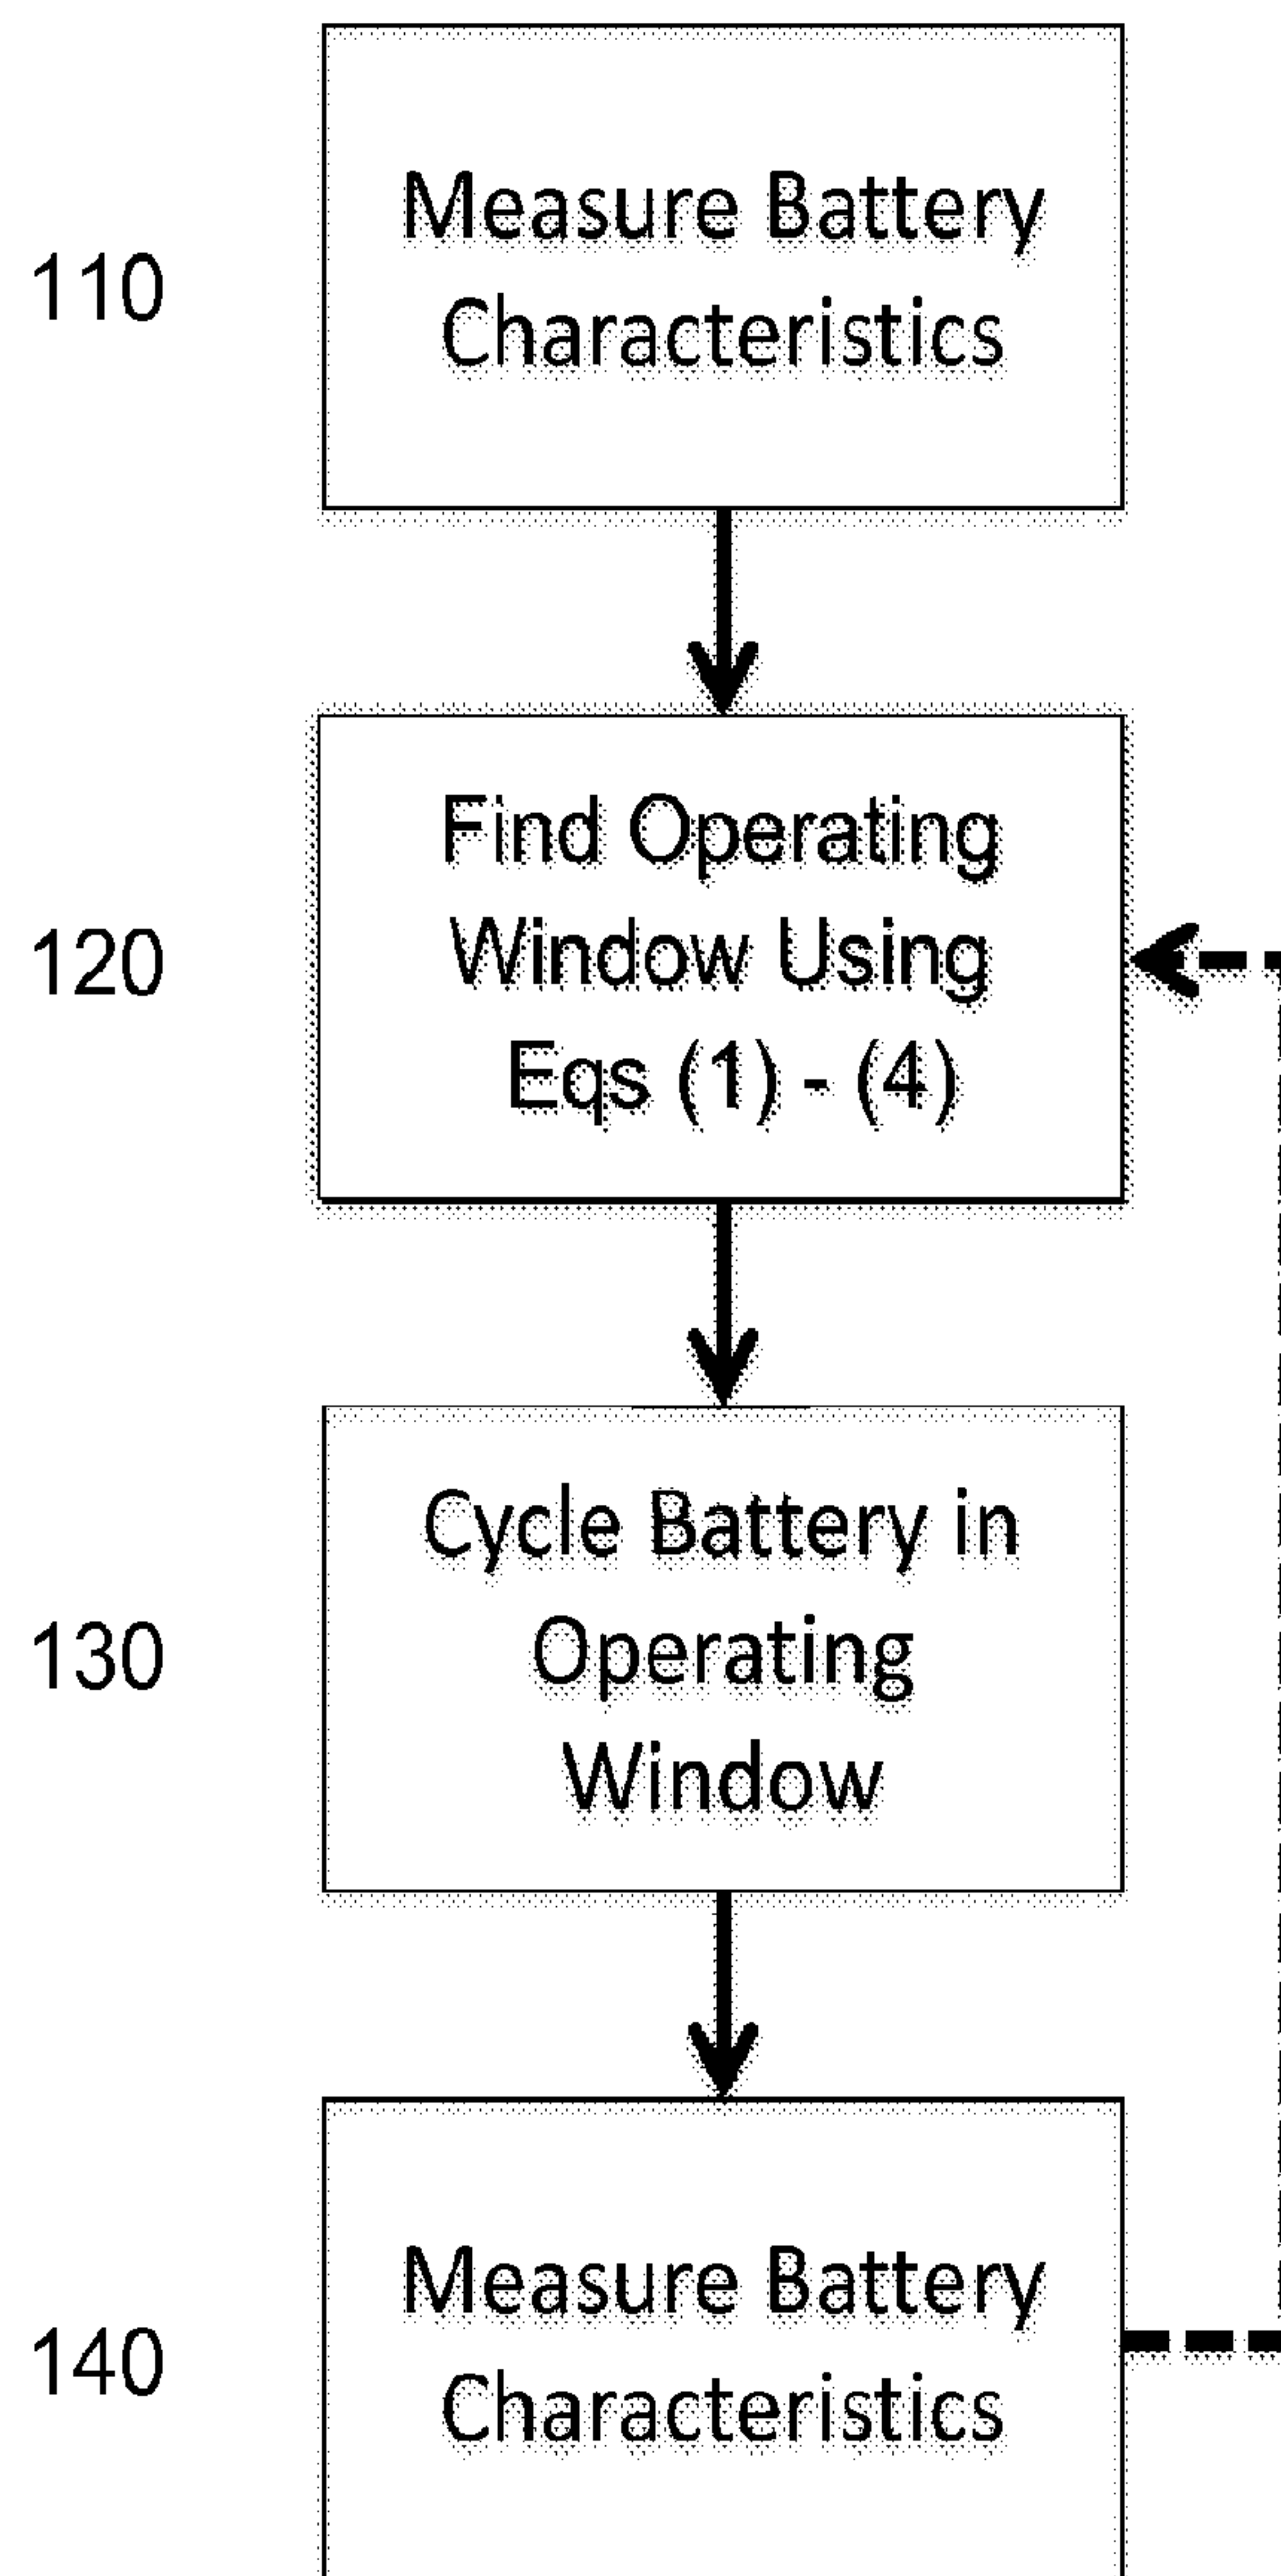 110
Measure Battery
Characteristics
120
Find Operating
Window Using
Eqs (1) - (4)
130
Cycle Battery in
Operating
Window
140
Measure Battery
Characteristics